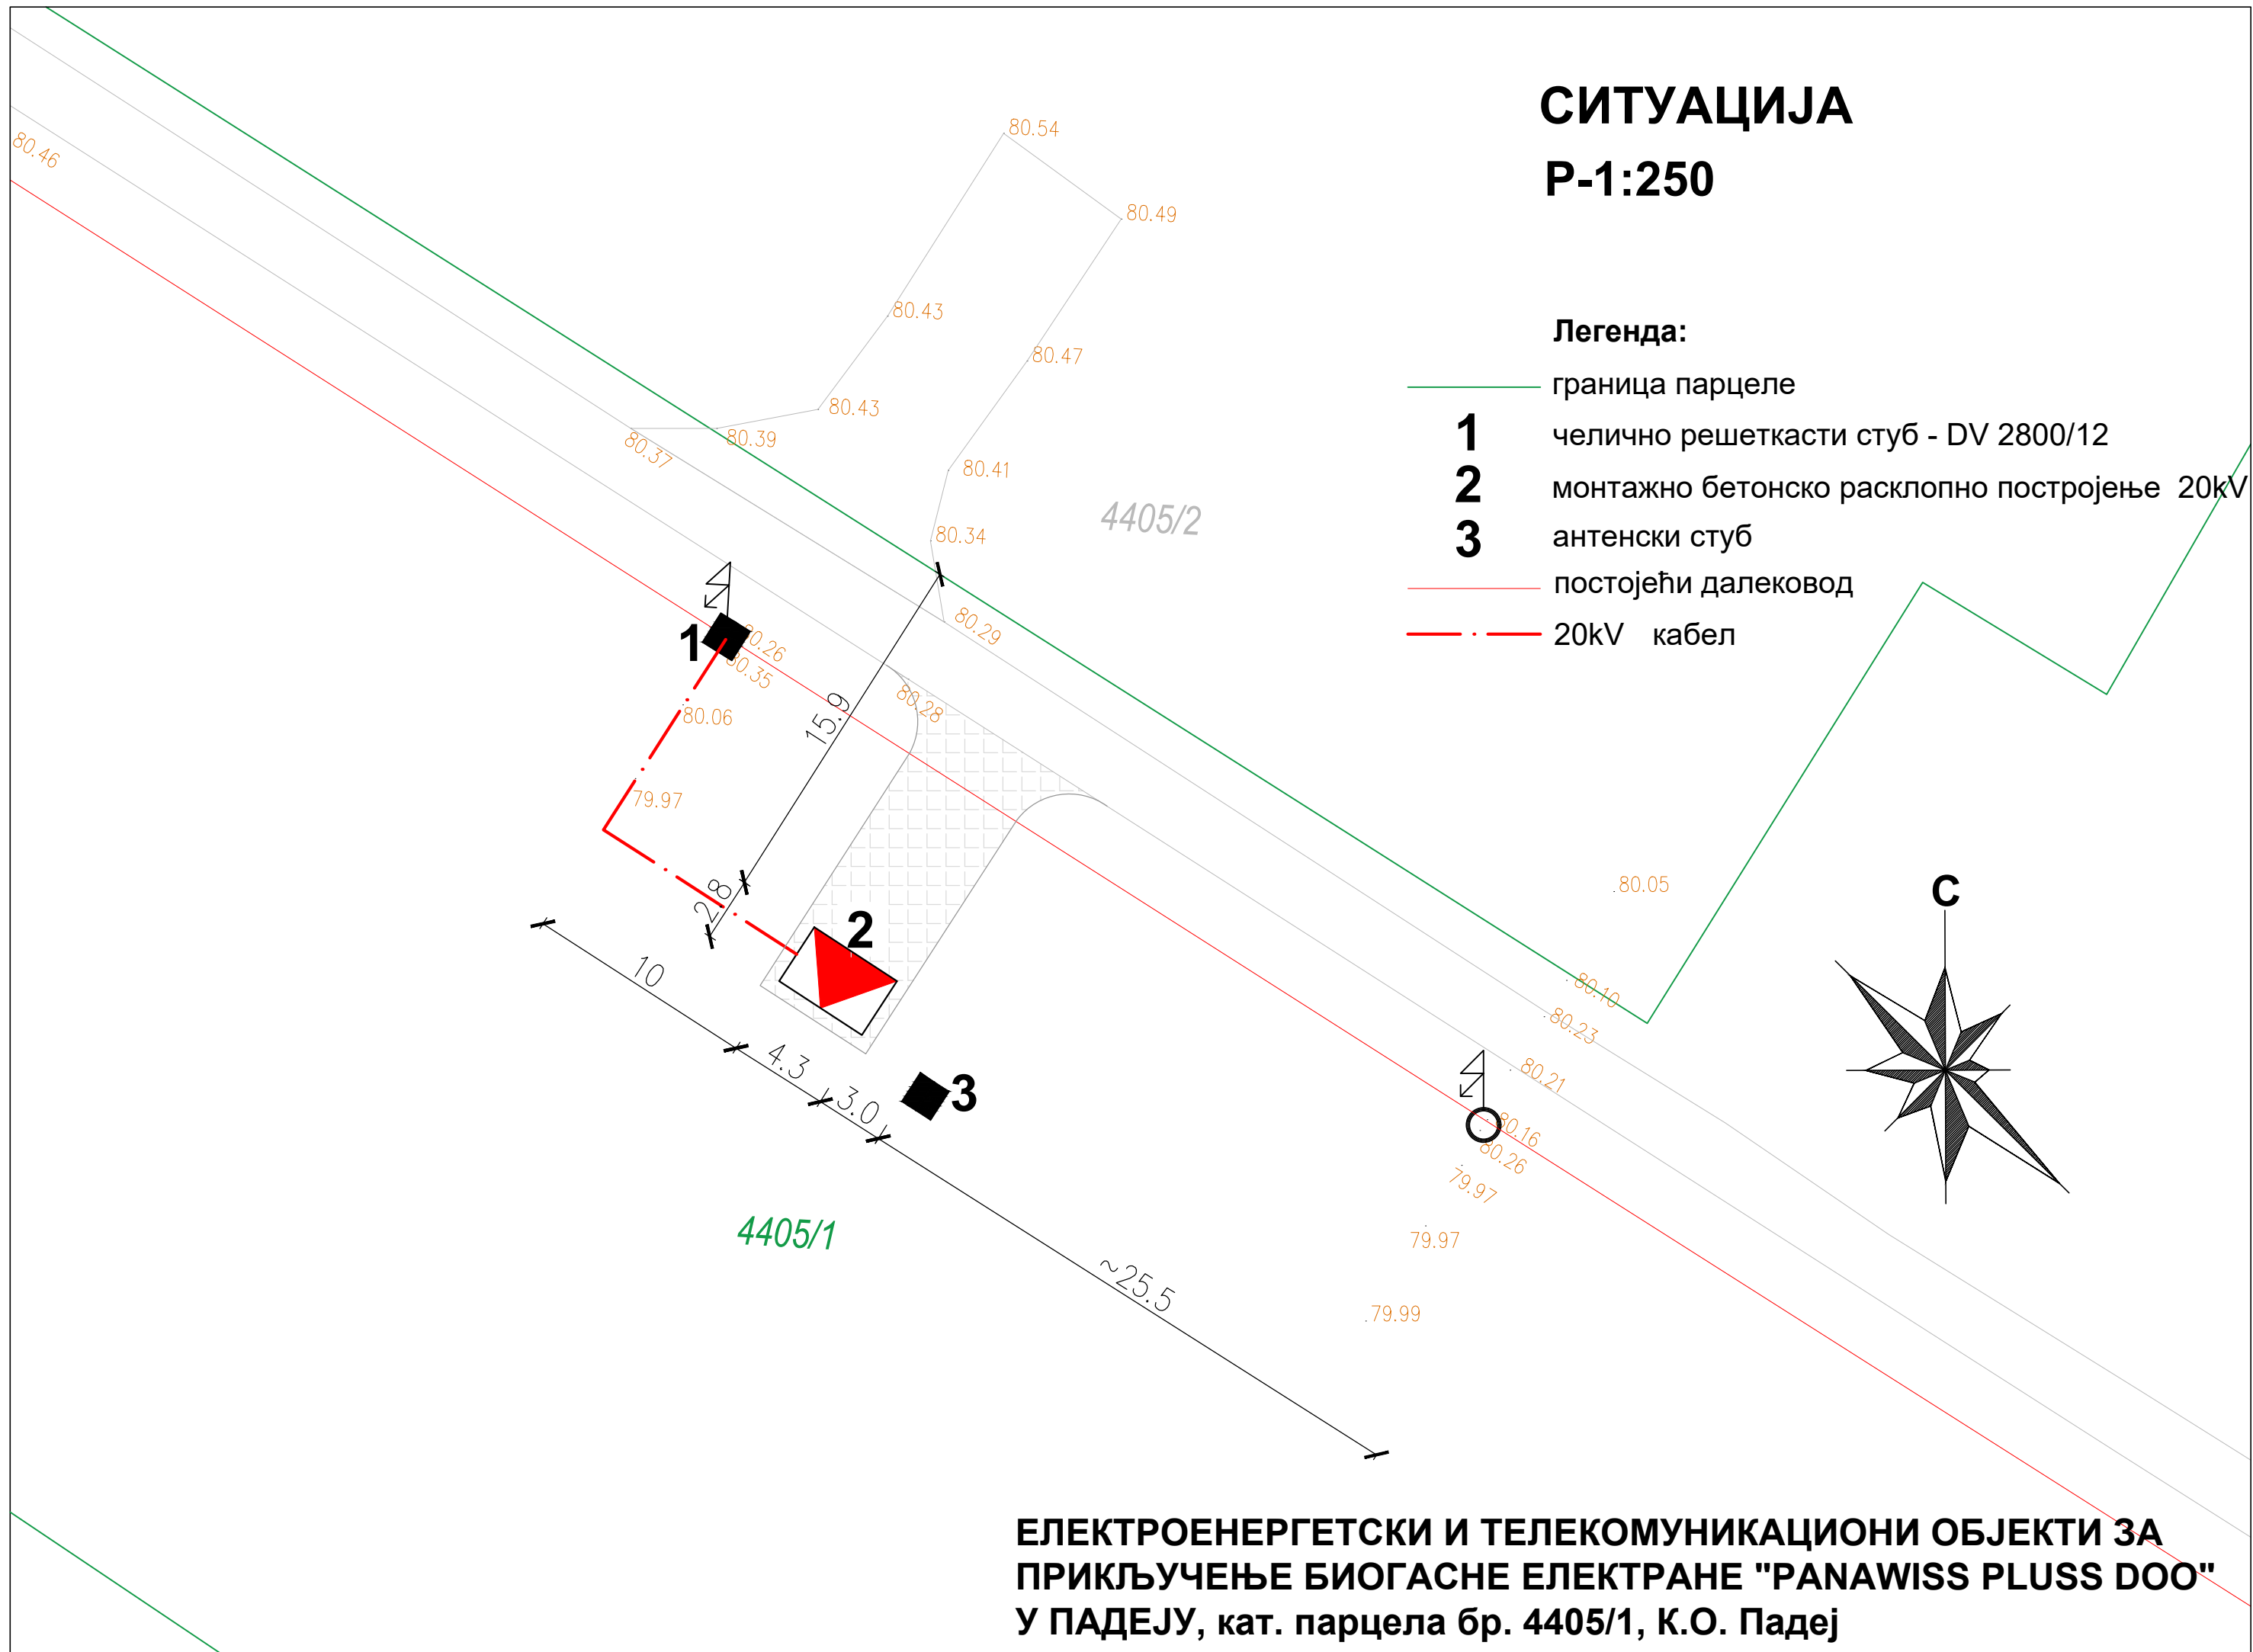 СИТУАЦИЈА
Р-1:250
80.46
80.54
80.49
80.43
80.47
80.43
80.39
80.37
80.41
80.34
4405/2
Легенда:
граница парцеле
1 челично решеткасти стуб - DV 2800/12
2 монтажно бетонско расклопно постројење 20kV
3 антенски стуб
постојећи далековод
20kV кабел
80.29
1
80.26
80.35
80.28
80.06
15.9
79.97
2.8
2
80.05
С
10
80.10
80.23
4.3
3.0
3
80.21
80.16
80.26
79.97
79.97
4405/1
~25.5
79.99
ЕЛЕКТРОЕНЕРГЕТСКИ И ТЕЛЕКОМУНИКАЦИОНИ ОБЈЕКТИ ЗА
ПРИКЉУЧЕЊЕ БИОГАСНЕ ЕЛЕКТРАНЕ "PANAWISS PLUSS DOO"
У ПАДЕЈУ, кат. парцела бр. 4405/1, К.О. Падеј